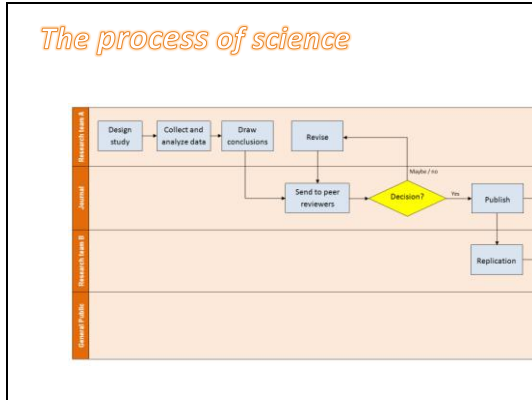 The process of science
Research team A
Design
study
Collect and
analyze data
Draw
conclusions
Revise
Maybe / no
Journal
Send to peer
reviewers
Decision?
Yes
Publish
Research team B
Replication
General Public